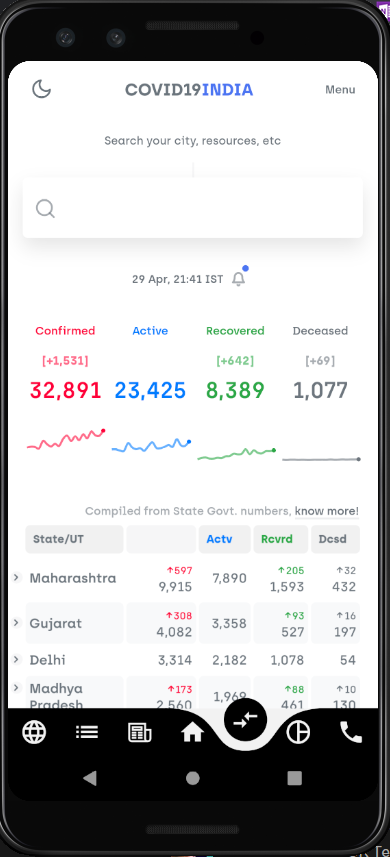 COVID19INDIA Menu
Search your city, resources, etc
29 Apr, 21:41 IST
Confirmed Active Recovered Deceased
[+1,531] [+642] [+69]
32,891 23,425 8,389 1,077
Compiled from State Govt. numbers, know more!
State/UT Actv Rcvrd Dcsd
↑597 ↑205 ↑32
Maharashtra 9,915 7,890 1,593 432
↑308 ↑93 ↑16
Gujarat 4,082 3,358 527 197
Delhi 3,314 2,182 1,078 54
Madhya ↑173 ↑88 ↑10
Pradesh 2,560 1,969 461 130